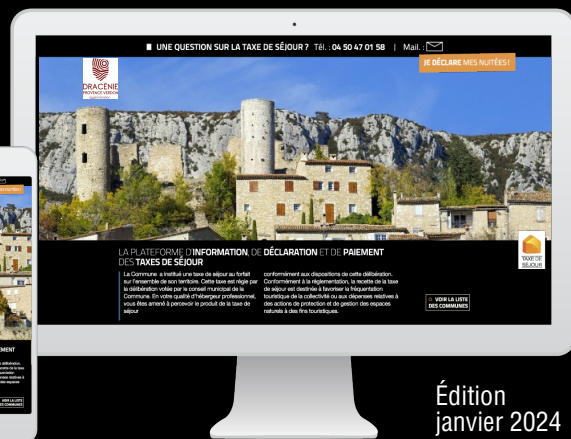 UNE QUESTION SUR LA TAXE DE SÉJOUR ? Tél. : 04 50 47 01 58 | Mail. :
JE DÉCLARE MES NUITÉES !
DRACÉNIE
PROVENCE VERDON
LA PLATEFORME D'INFORMATION, DE DÉCLARATION ET DE PAIEMENT
DES TAXES DE SÉJOUR
La Commune a institué une taxe de séjour au forfait
sur l'ensemble de son territoire. Cette taxe est régie par
la délibération votée par le conseil municipal de la
Commune. En votre qualité d'hébergeur professionnel,
vous êtes amené à percevoir le produit de la taxe de
séjour
conformément aux dispositions de cette délibération.
Conformément à la réglementation, la recette de la taxe
de séjour est destinée à favoriser la fréquentation
touristique de la collectivité ou aux dépenses relatives à
des actions de protection et de gestion des espaces
naturels à des fins touristiques.
TAXE DE
SÉJOUR
VOIR LA LISTE
DES COMMUNES
VOIR LA LISTE
DES COMMUNES
Édition
janvier 2024